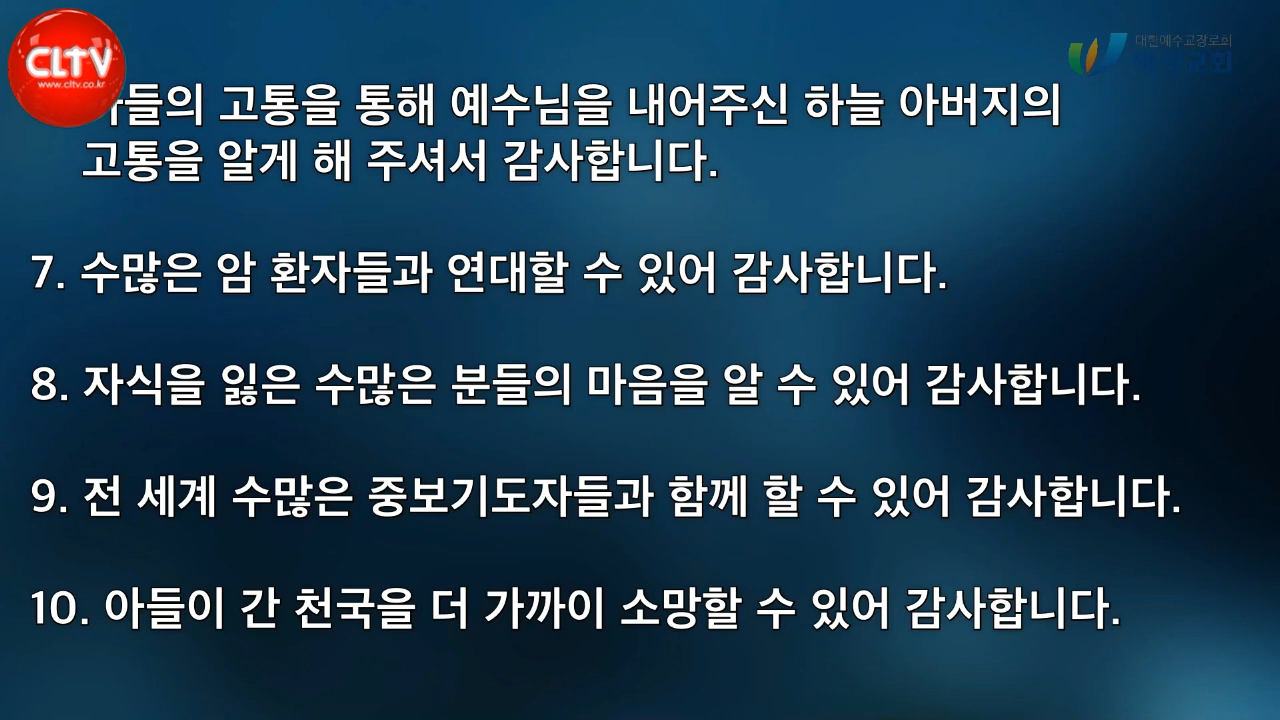 CLTV
www.cltv.co.kr
대한예수교장로회
고통을 통해 예수님을 내어주신 하늘 아버지의
고통을 알게 해 주셔서 감사합니다.
7. 수많은 암 환자들과 연대할 수 있어 감사합니다.
8. 자식을 잃은 수많은 분들의 마음을 알 수 있어 감사합니다.
9. 전 세계 수많은 중보기도자들과 함께 할 수 있어 감사합니다.
10. 아들이 간 천국을 더 가까이 소망할 수 있어 감사합니다.